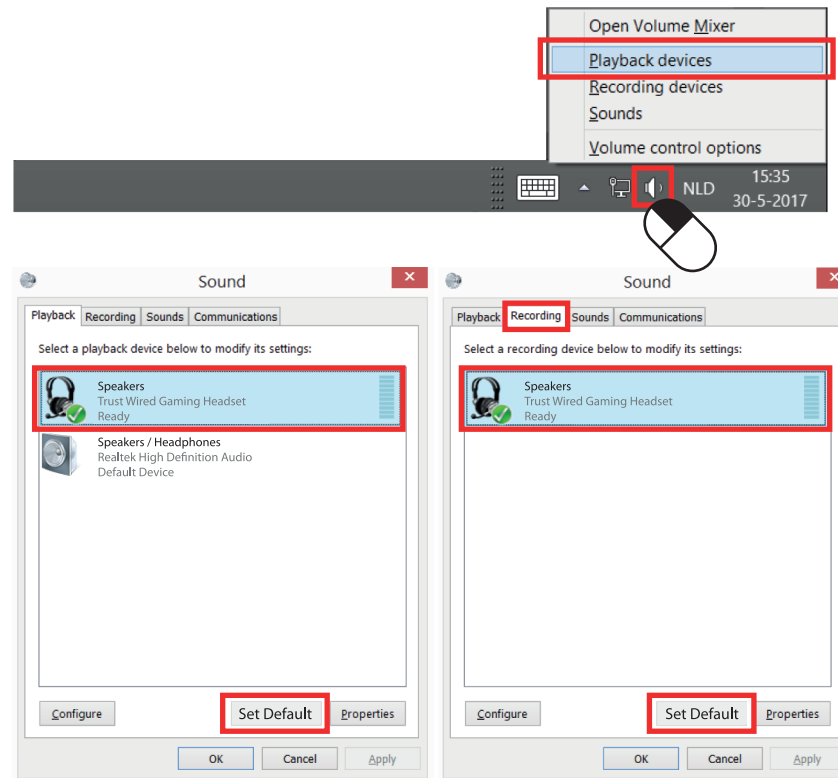 Open Volume Mixer
Playback devices
Recording devices
Sounds
Volume control options
NLD
15:35
30-5-2017
Sound
Playback Recording Sounds Communications
Select a playback device below to modify its settings:
Speakers
Trust Wired Gaming Headset
Ready
Speakers / Headphones
Realtek High Definition Audio
Default Device
Configure Set Default Properties
OK Cancel Apply
Sound
Playback Recording Sounds Communications
Select a recording device below to modify its settings:
Speakers
Trust Wired Gaming Headset
Ready
Configure Set Default Properties
OK Cancel Apply